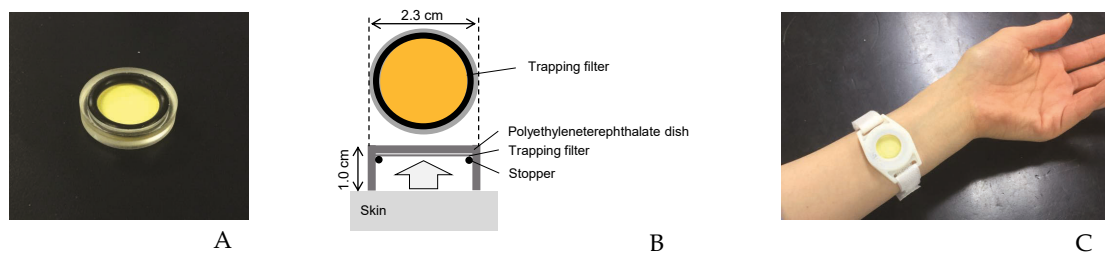 2.3 cm
Trapping filter
Polyethyleneterephthalate dish
Trapping filter
Stopper
1.0 cm
Skin
A
B
C